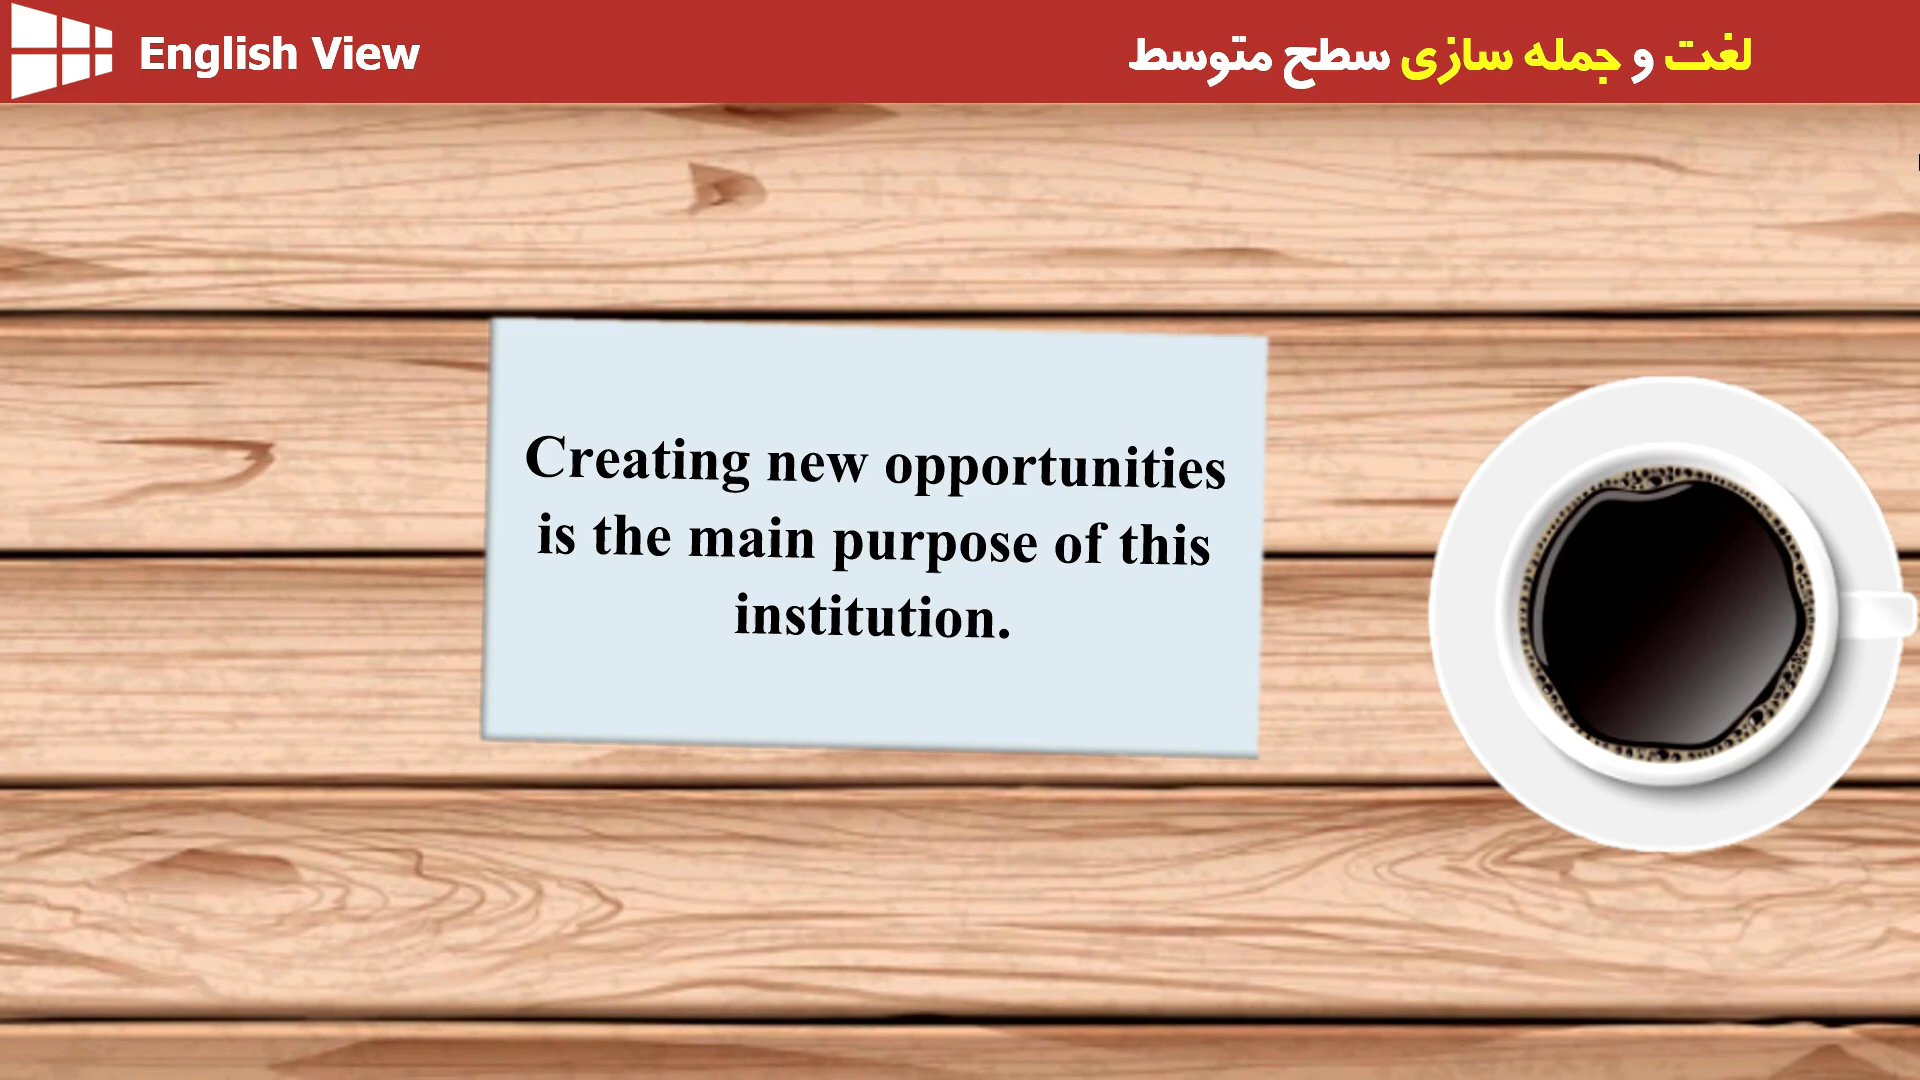 English View
لغت و جمله سازی سطح متوسط
Creating new opportunities
is the main purpose of this
institution.